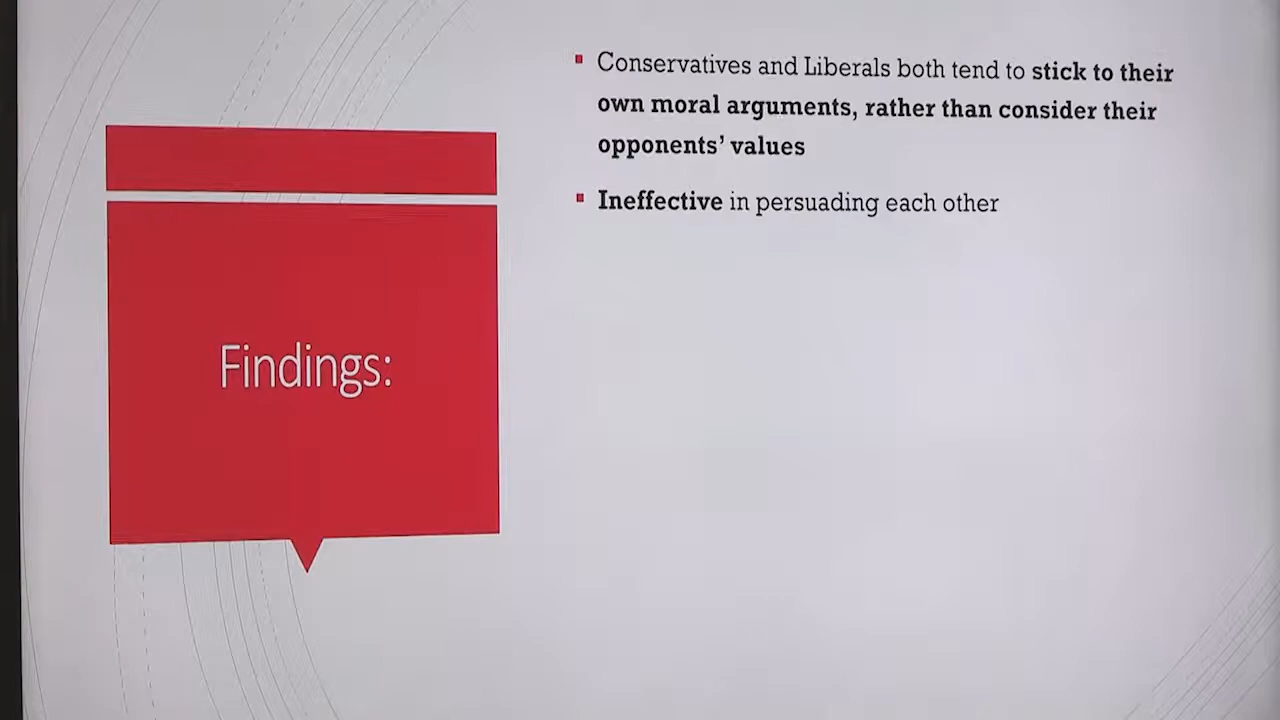 Conservatives and Liberals both tend to stick to their
own moral arguments, rather than consider their
opponents’ values
Ineffective in persuading each other
Findings: